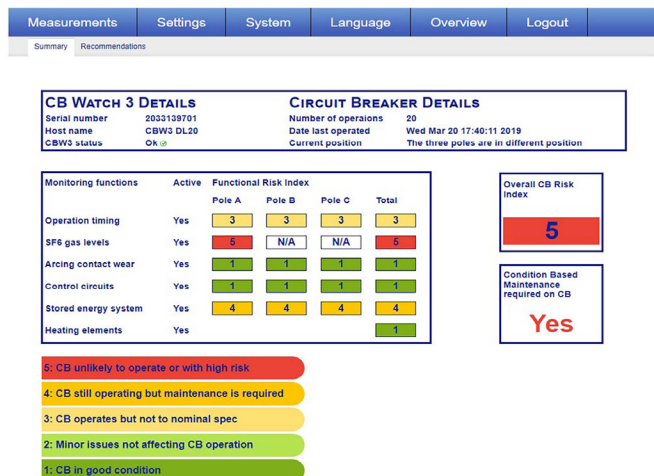 Measurements Settings System Language Overview Logout
Summary Recommendations
CB WATCH 3 DETAILS
Serial number 2033139701
Host name CBW3 DL20
CBW3 status Ok
CIRCUIT BREAKER DETAILS
Number of operaions 20
Date last operated Wed Mar 20 17:40:11 2019
Current position The three poles are in different position
Monitoring functions Active Functional Risk Index
Pole A Pole B Pole C Total
Operation timing Yes 3 3 3 3
SF6 gas levels Yes 5 N/A N/A 5
Arcing contact wear Yes 1 1 1 1
Control circuits Yes 1 1 1 1
Stored energy system Yes 4 4 4 4
Heating elements Yes 1
Overall CB Risk
Index
5
Condition Based
Maintenance
required on CB
Yes
5: CB unlikely to operate or with high risk
4: CB still operating but maintenance is required
3: CB operates but not to nominal spec
2: Minor issues not affecting CB operation
1: CB in good condition